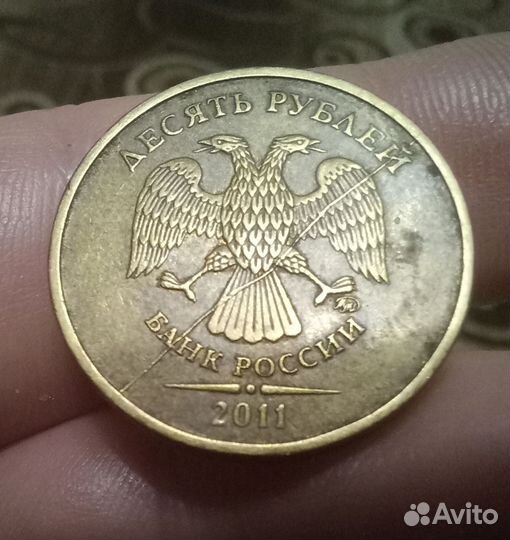 ДЕСЯТЬ РУБЛЕЙ
БАНК РОССИИ
2011
Avito